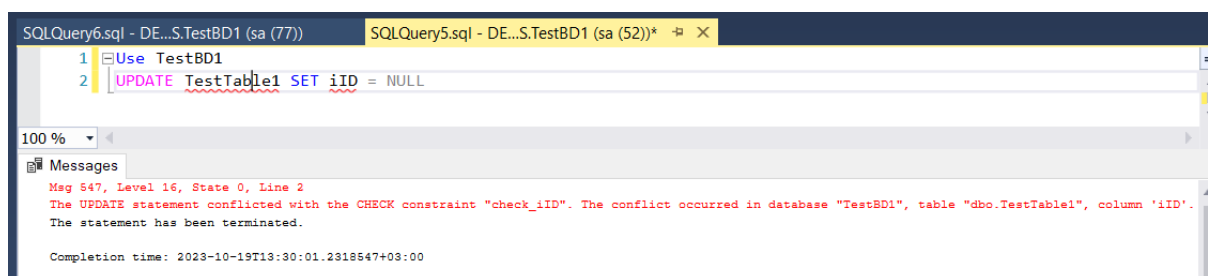 SQLQuery6.sql - DE...S.TestBD1 (sa (77)) SQLQuery5.sql - DE...S.TestBD1 (sa (52))*
1 Use TestBD1
2 UPDATE TestTable1 SET iID = NULL
100 %
Messages
Msg 547, Level 16, State 0, Line 2
The UPDATE statement conflicted with the CHECK constraint "check_iID". The conflict occurred in database "TestBD1", table "dbo.TestTable1", column 'iID'.
The statement has been terminated.
Completion time: 2023-10-19T13:30:01.2318547+03:00